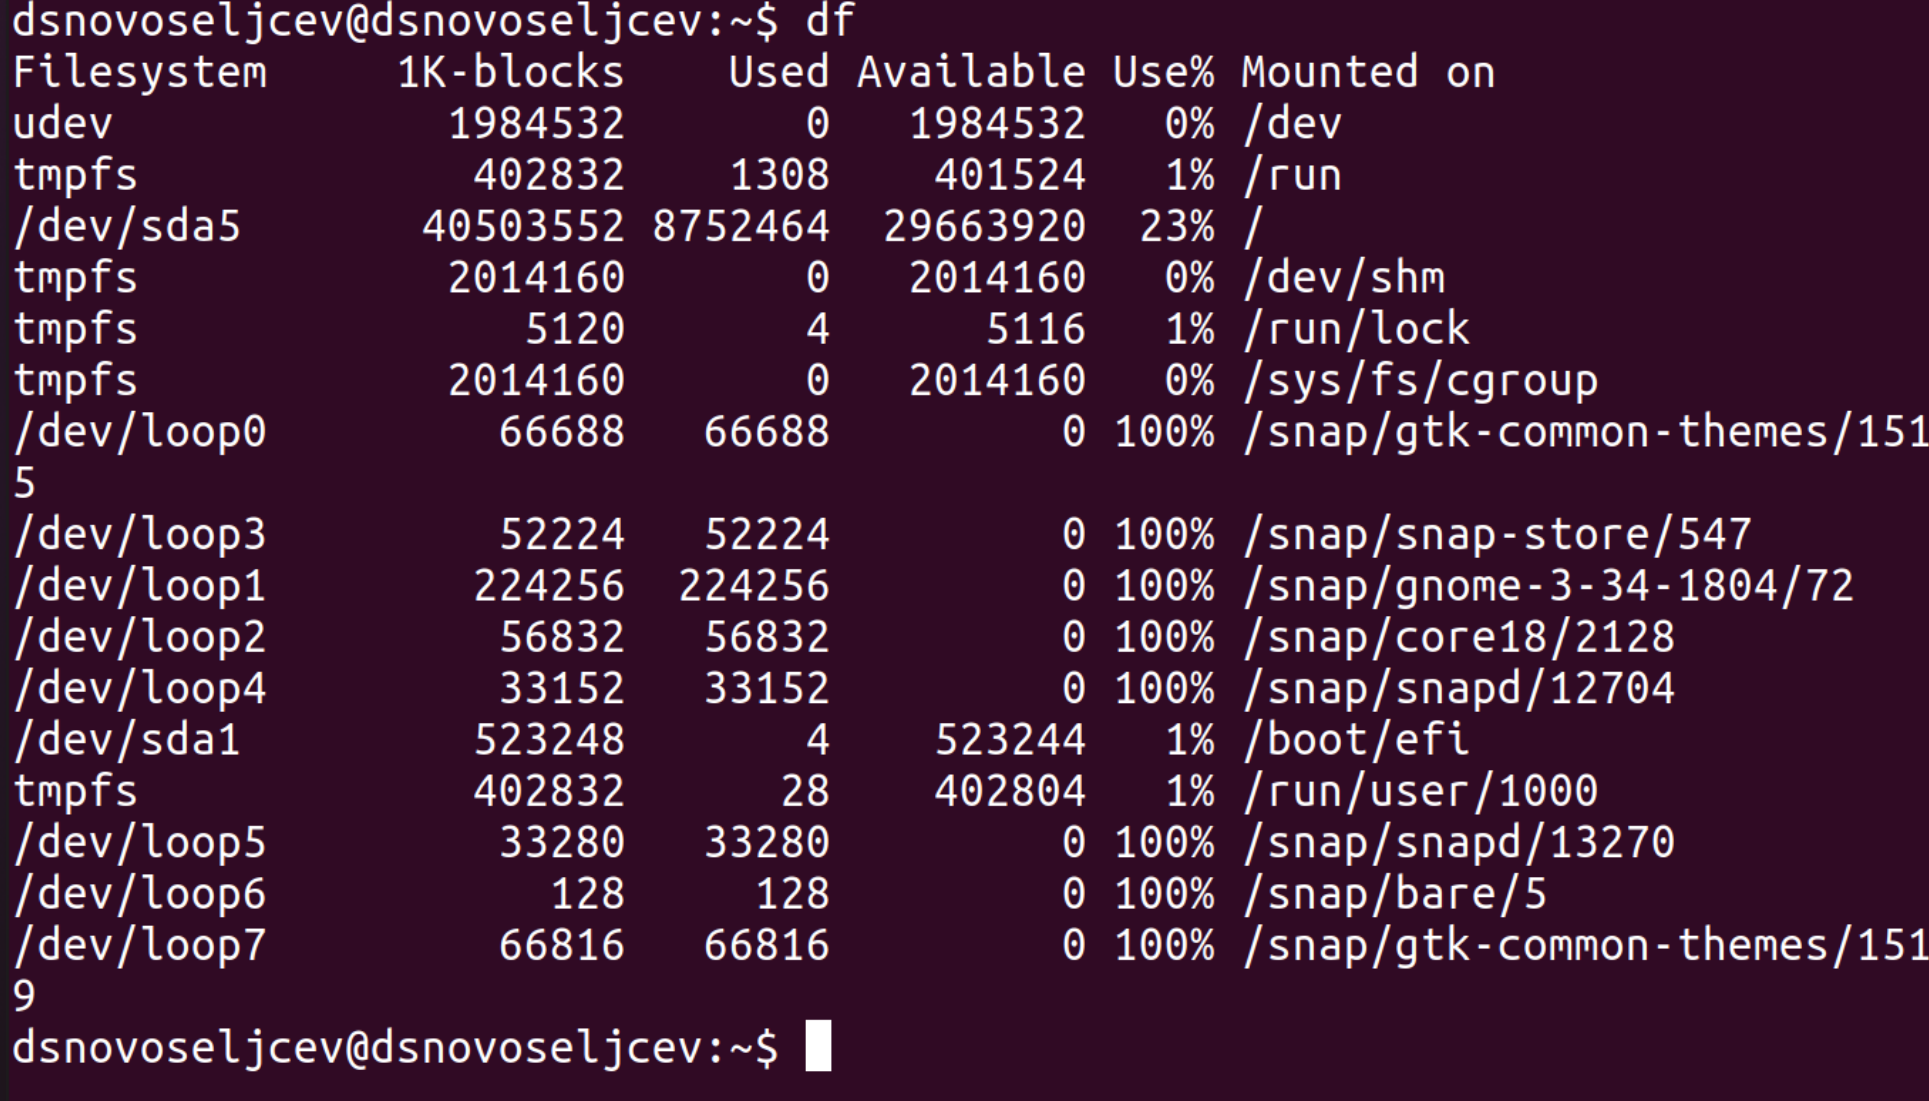 dsnovoseljcev@dsnovoseljcev:~$ df
Filesystem     1K-blocks    Used Available Use% Mounted on
udev             1984532       0   1984532   0% /dev
tmpfs             402832    1308    401524   1% /run
/dev/sda5       40503552 8752464  29663920  23% /
tmpfs            2014160       0   2014160   0% /dev/shm
tmpfs               5120       4      5116   1% /run/lock
tmpfs            2014160       0   2014160   0% /sys/fs/cgroup
/dev/loop0         66688   66688         0 100% /snap/gtk-common-themes/151
5
/dev/loop3         52224   52224         0 100% /snap/snap-store/547
/dev/loop1        224256  224256         0 100% /snap/gnome-3-34-1804/72
/dev/loop2         56832   56832         0 100% /snap/core18/2128
/dev/loop4         33152   33152         0 100% /snap/snapd/12704
/dev/sda1         523248       4    523244   1% /boot/efi
tmpfs             402832      28    402804   1% /run/user/1000
/dev/loop5         33280   33280         0 100% /snap/snapd/13270
/dev/loop6           128     128         0 100% /snap/bare/5
/dev/loop7         66816   66816         0 100% /snap/gtk-common-themes/151
9
dsnovoseljcev@dsnovoseljcev:~$